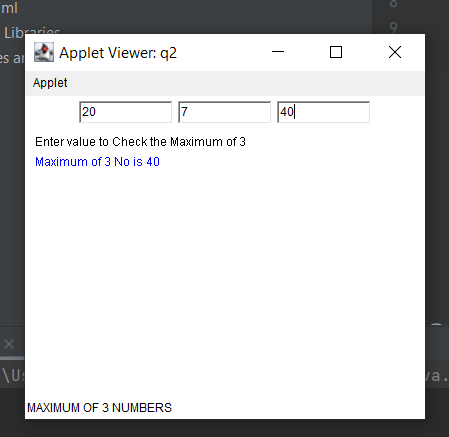 ml
Libraries
es
8
9
Applet Viewer: q2
Applet
20 7 40
Enter value to Check the Maximum of 3
Maximum of 3 No is 40
\U
va.
MAXIMUM OF 3 NUMBERS